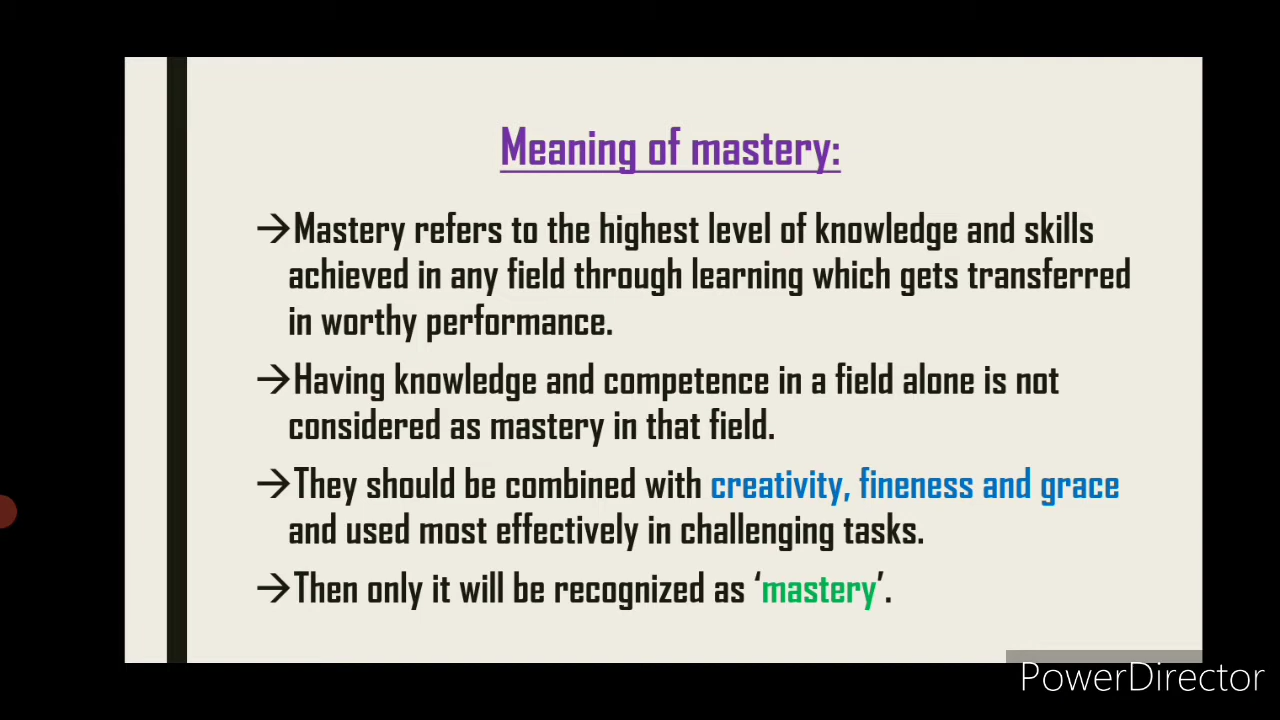 Meaning of mastery:
→Mastery refers to the highest level of knowledge and skills
achieved in any field through learning which gets transferred
in worthy performance.
→Having knowledge and competence in a field alone is not
considered as mastery in that field.
→They should be combined with creativity, fineness and grace
and used most effectively in challenging tasks.
→Then only it will be recognized as ‘mastery’.
PowerDirector